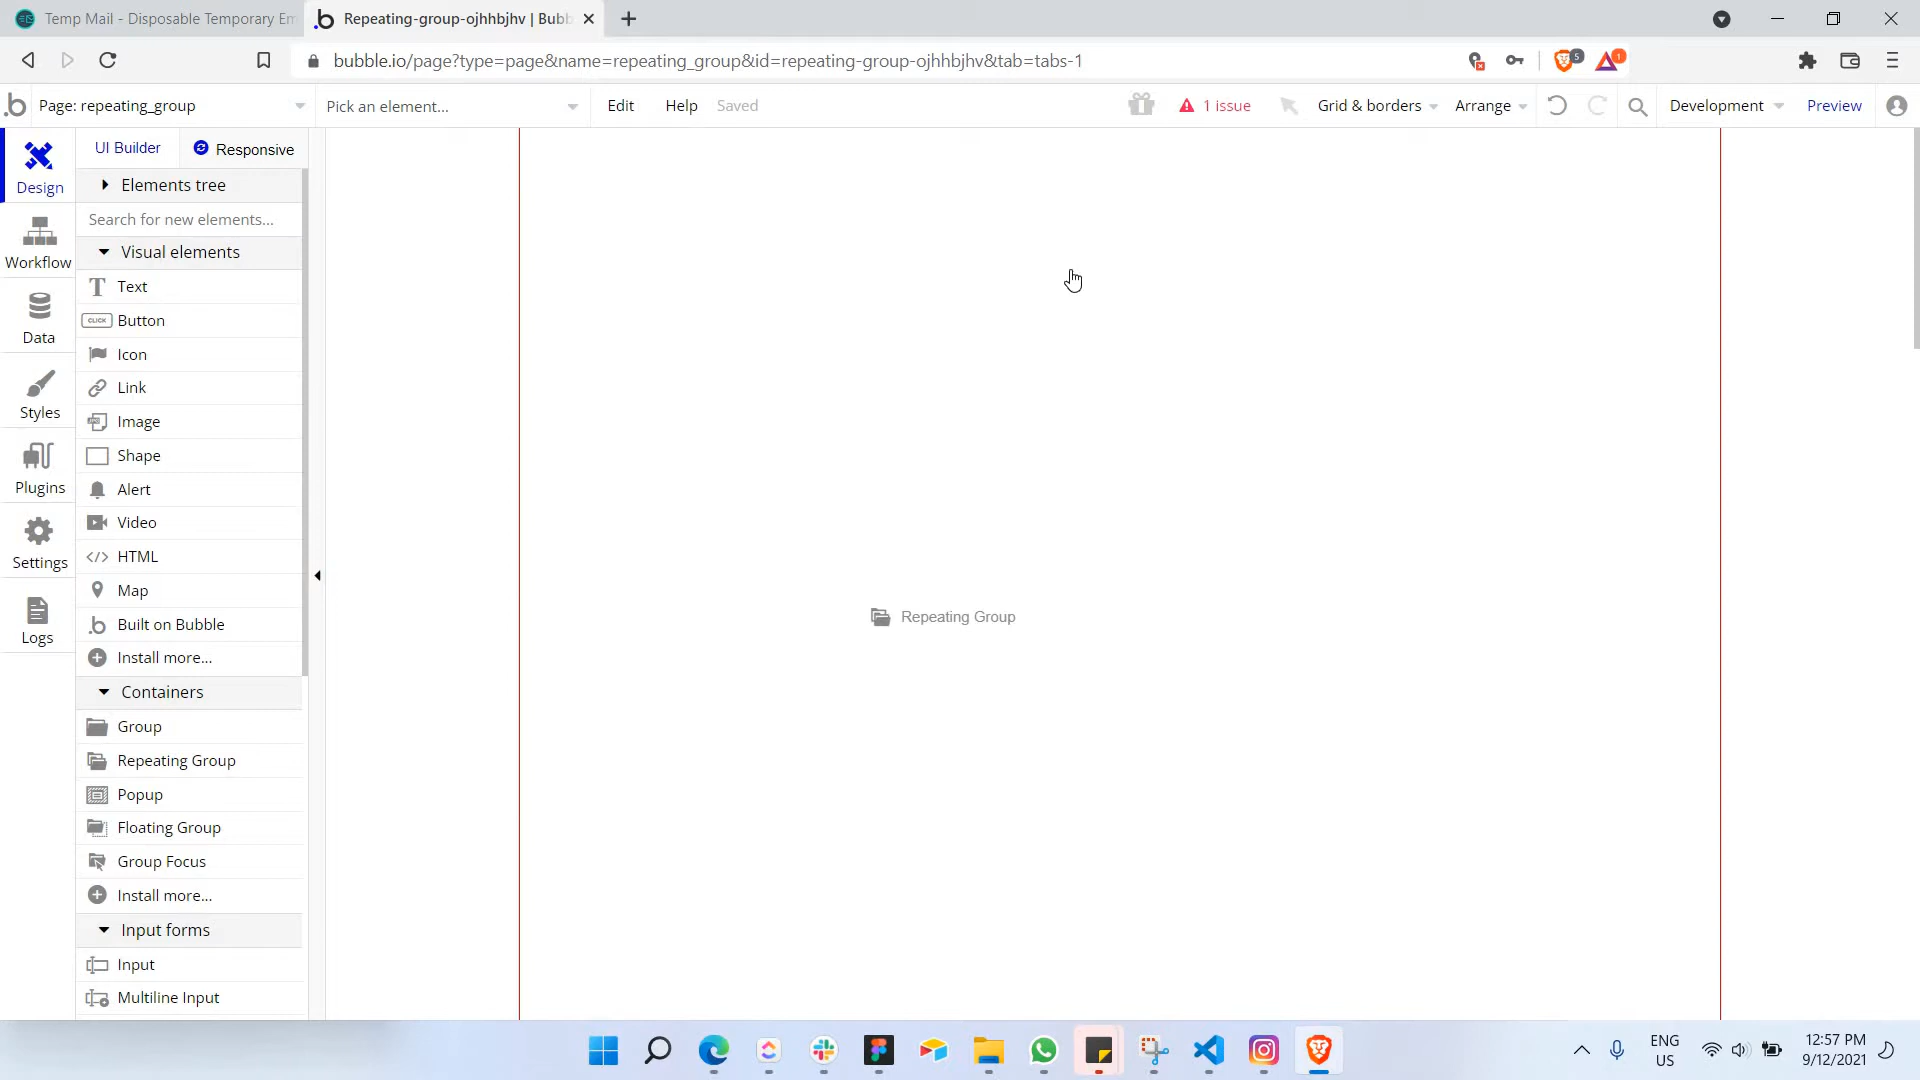 Temp Mail - Disposable Temporary Em
Repeating-group-ojhhbjhv | Bubb
bubble.io/page?type=page&name=repeating_group&id=repeating-group-ojhhbjhv&tab=tabs-1
5
1
Page: repeating_group
Pick an element...
Edit
Help
Saved
1 issue
Grid & borders
Arrange
Development
Preview
Design
Workflow
Data
Styles
Plugins
Settings
Logs
UI Builder
Responsive
Elements tree
Search for new elements...
Visual elements
Text
CLICK Button
Icon
Link
Image
Shape
Alert
Video
</> HTML
Map
Built on Bubble
Install more...
Containers
Group
Repeating Group
Popup
Floating Group
Group Focus
Install more...
Input forms
Input
Multiline Input
Repeating Group
ENG
US
12:57 PM
9/12/2021